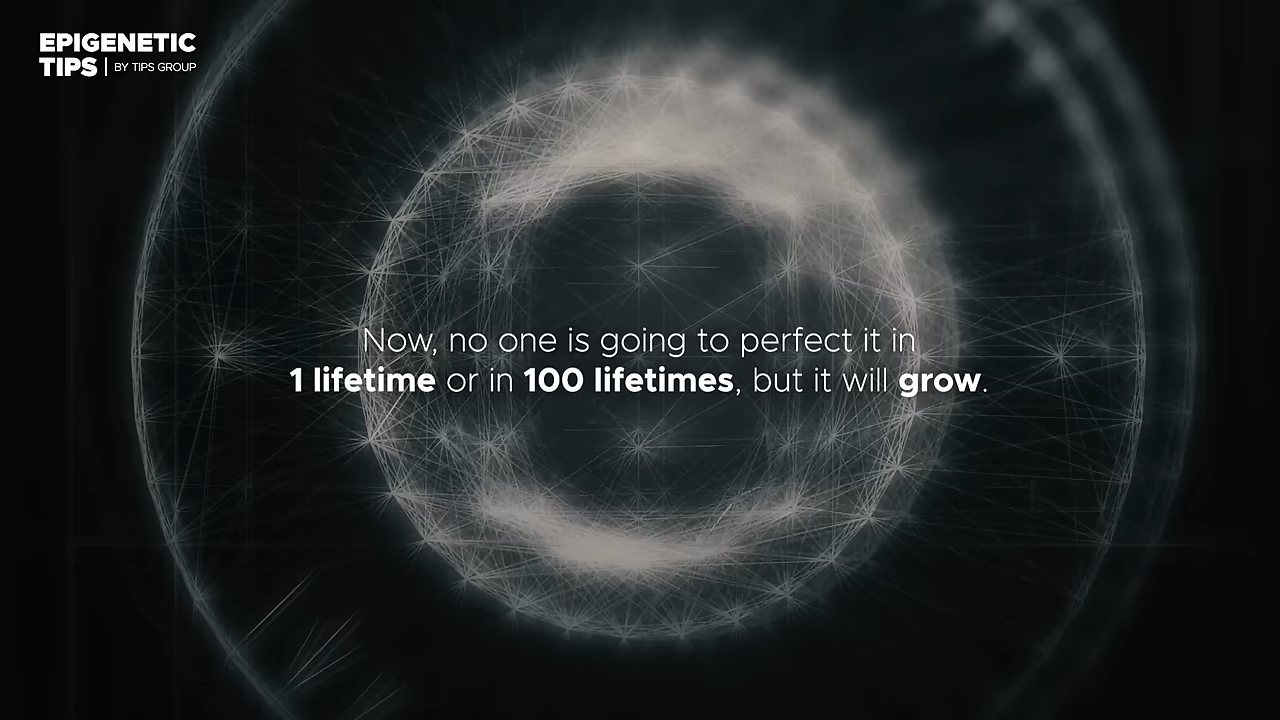 EPIGENETIC
TIPS | BY TIPS GROUP
Now, no one is going to perfect it in
1 lifetime or in 100 lifetimes, but it will grow.